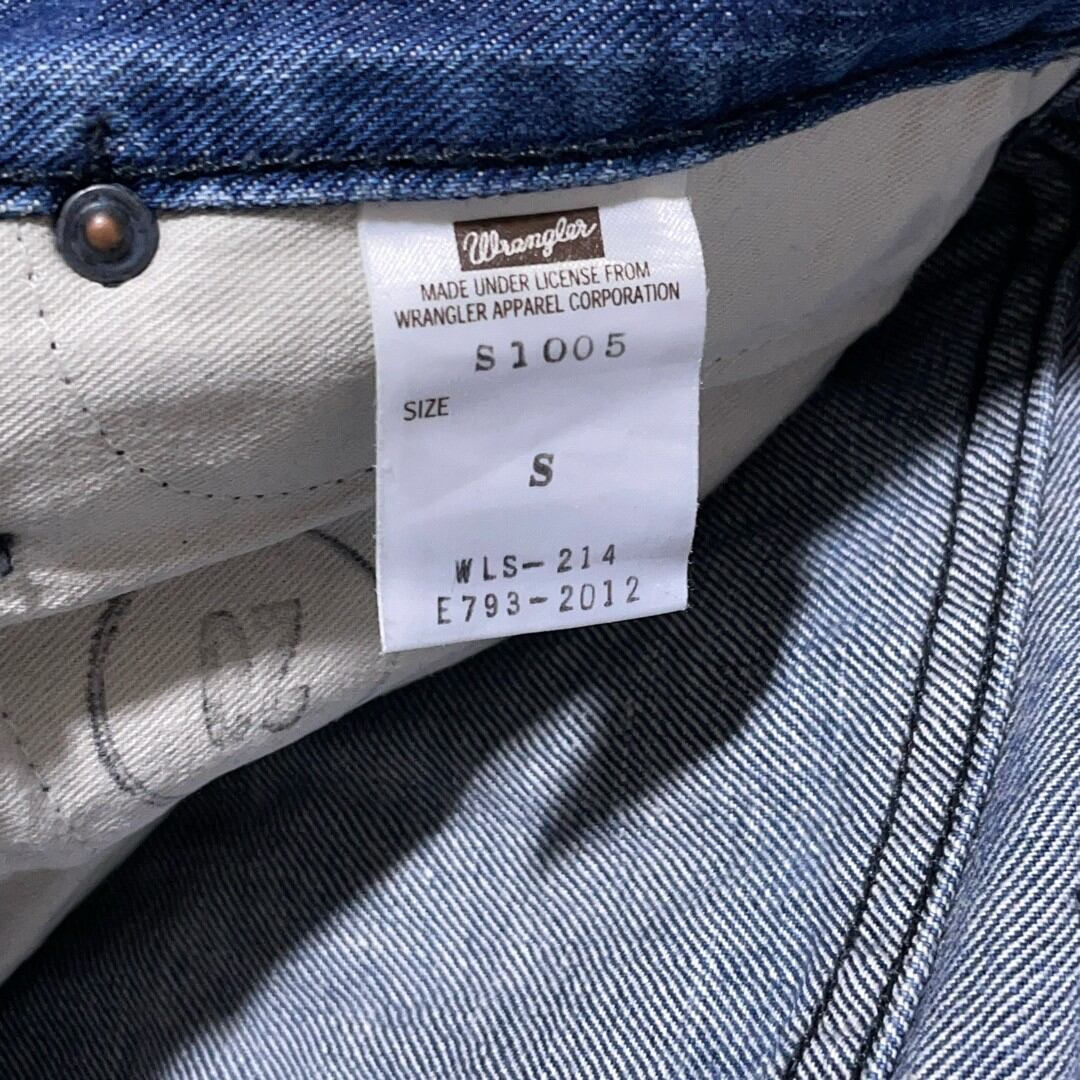 Wrangler
MADE UNDER LICENSE FROM
WRANGLER APPAREL CORPORATION
S1005
SIZE
S
WLS-214
E793-2012